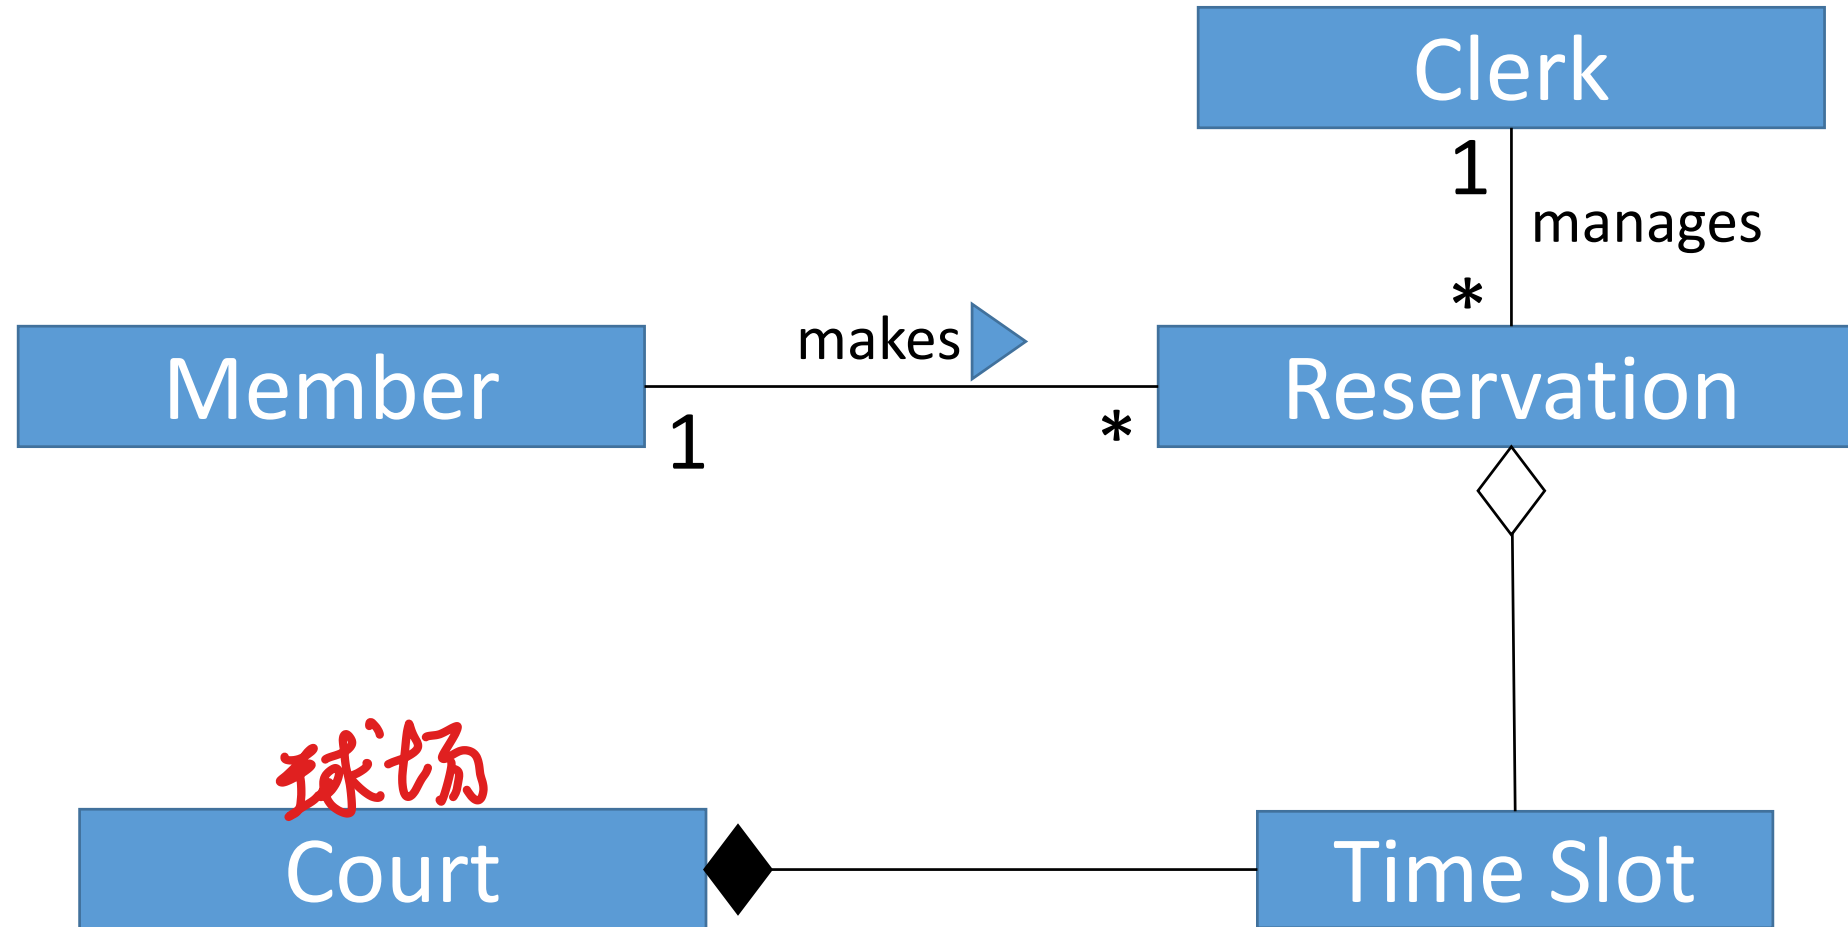 Clerk
1
manages
*
makes
Member
Reservation
1
*
球场
Court
Time Slot